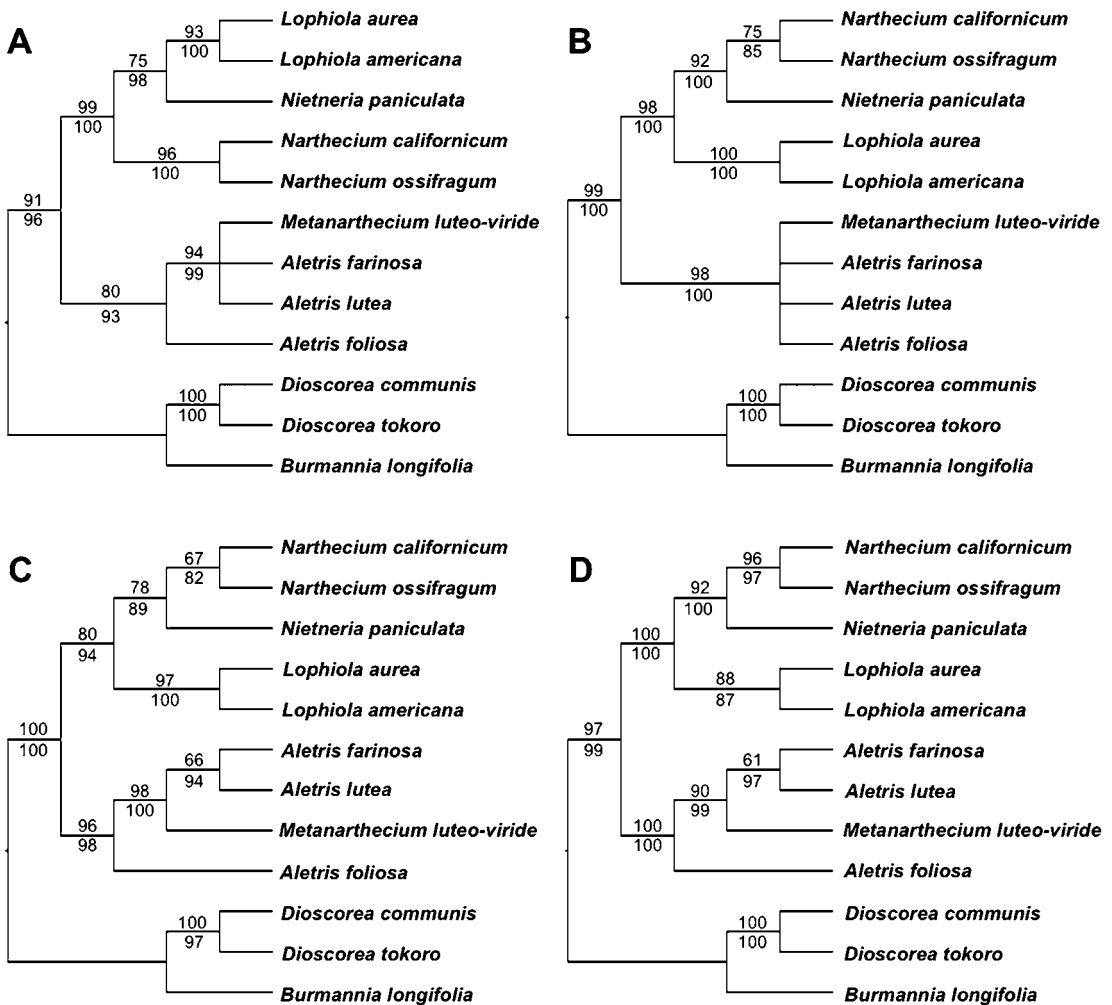 A
93
100
Lophiola aurea
Lophiola americana
75
98
Nietneria paniculata
99
100
96
100
Narthecium californicum
Narthecium ossifragum
91
96
Metanarthecium luteo-viride
94
99
Aletris farinosa
80
93
Aletris lutea
Aletris foliosa
100
100
Dioscorea communis
Dioscorea tokoro
Burmannia longifolia
B
75
85
Narthecium californicum
Narthecium ossifragum
92
100
Nietneria paniculata
98
100
100
100
Lophiola aurea
Lophiola americana
99
100
Metanarthecium luteo-viride
Aletris farinosa
98
100
Aletris lutea
Aletris foliosa
100
100
Dioscorea communis
Dioscorea tokoro
Burmannia longifolia
C
67
82
Narthecium californicum
Narthecium ossifragum
78
89
Nietneria paniculata
80
94
97
100
Lophiola aurea
Lophiola americana
100
100
66
94
Aletris farinosa
Aletris lutea
98
100
Metanarthecium luteo-viride
96
98
Aletris foliosa
100
97
Dioscorea communis
Dioscorea tokoro
Burmannia longifolia
D
96
97
Narthecium californicum
Narthecium ossifragum
92
100
Nietneria paniculata
100
100
88
87
Lophiola aurea
Lophiola americana
97
99
61
97
Aletris farinosa
Aletris lutea
90
99
Metanarthecium luteo-viride
100
100
Aletris foliosa
100
100
Dioscorea communis
Dioscorea tokoro
Burmannia longifolia